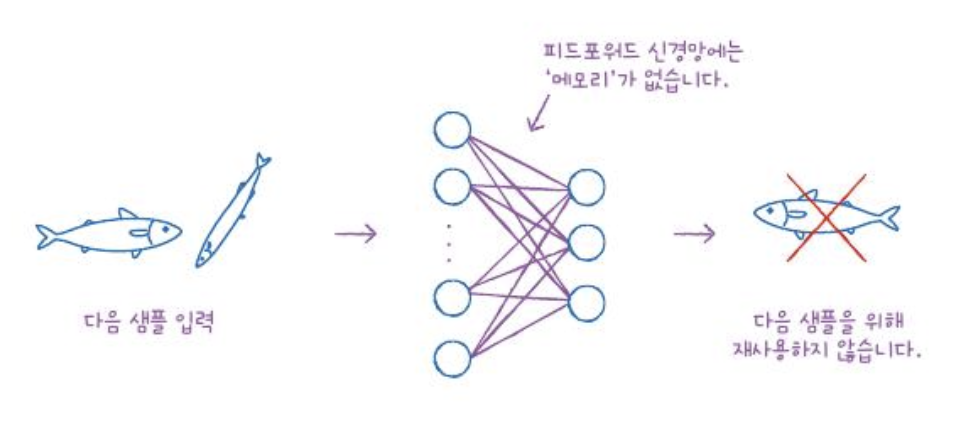 피드포워드 신경망에는
'메모리'가 없습니다.
다음 샘플 입력
다음 샘플을 위해
재사용하지 않습니다.